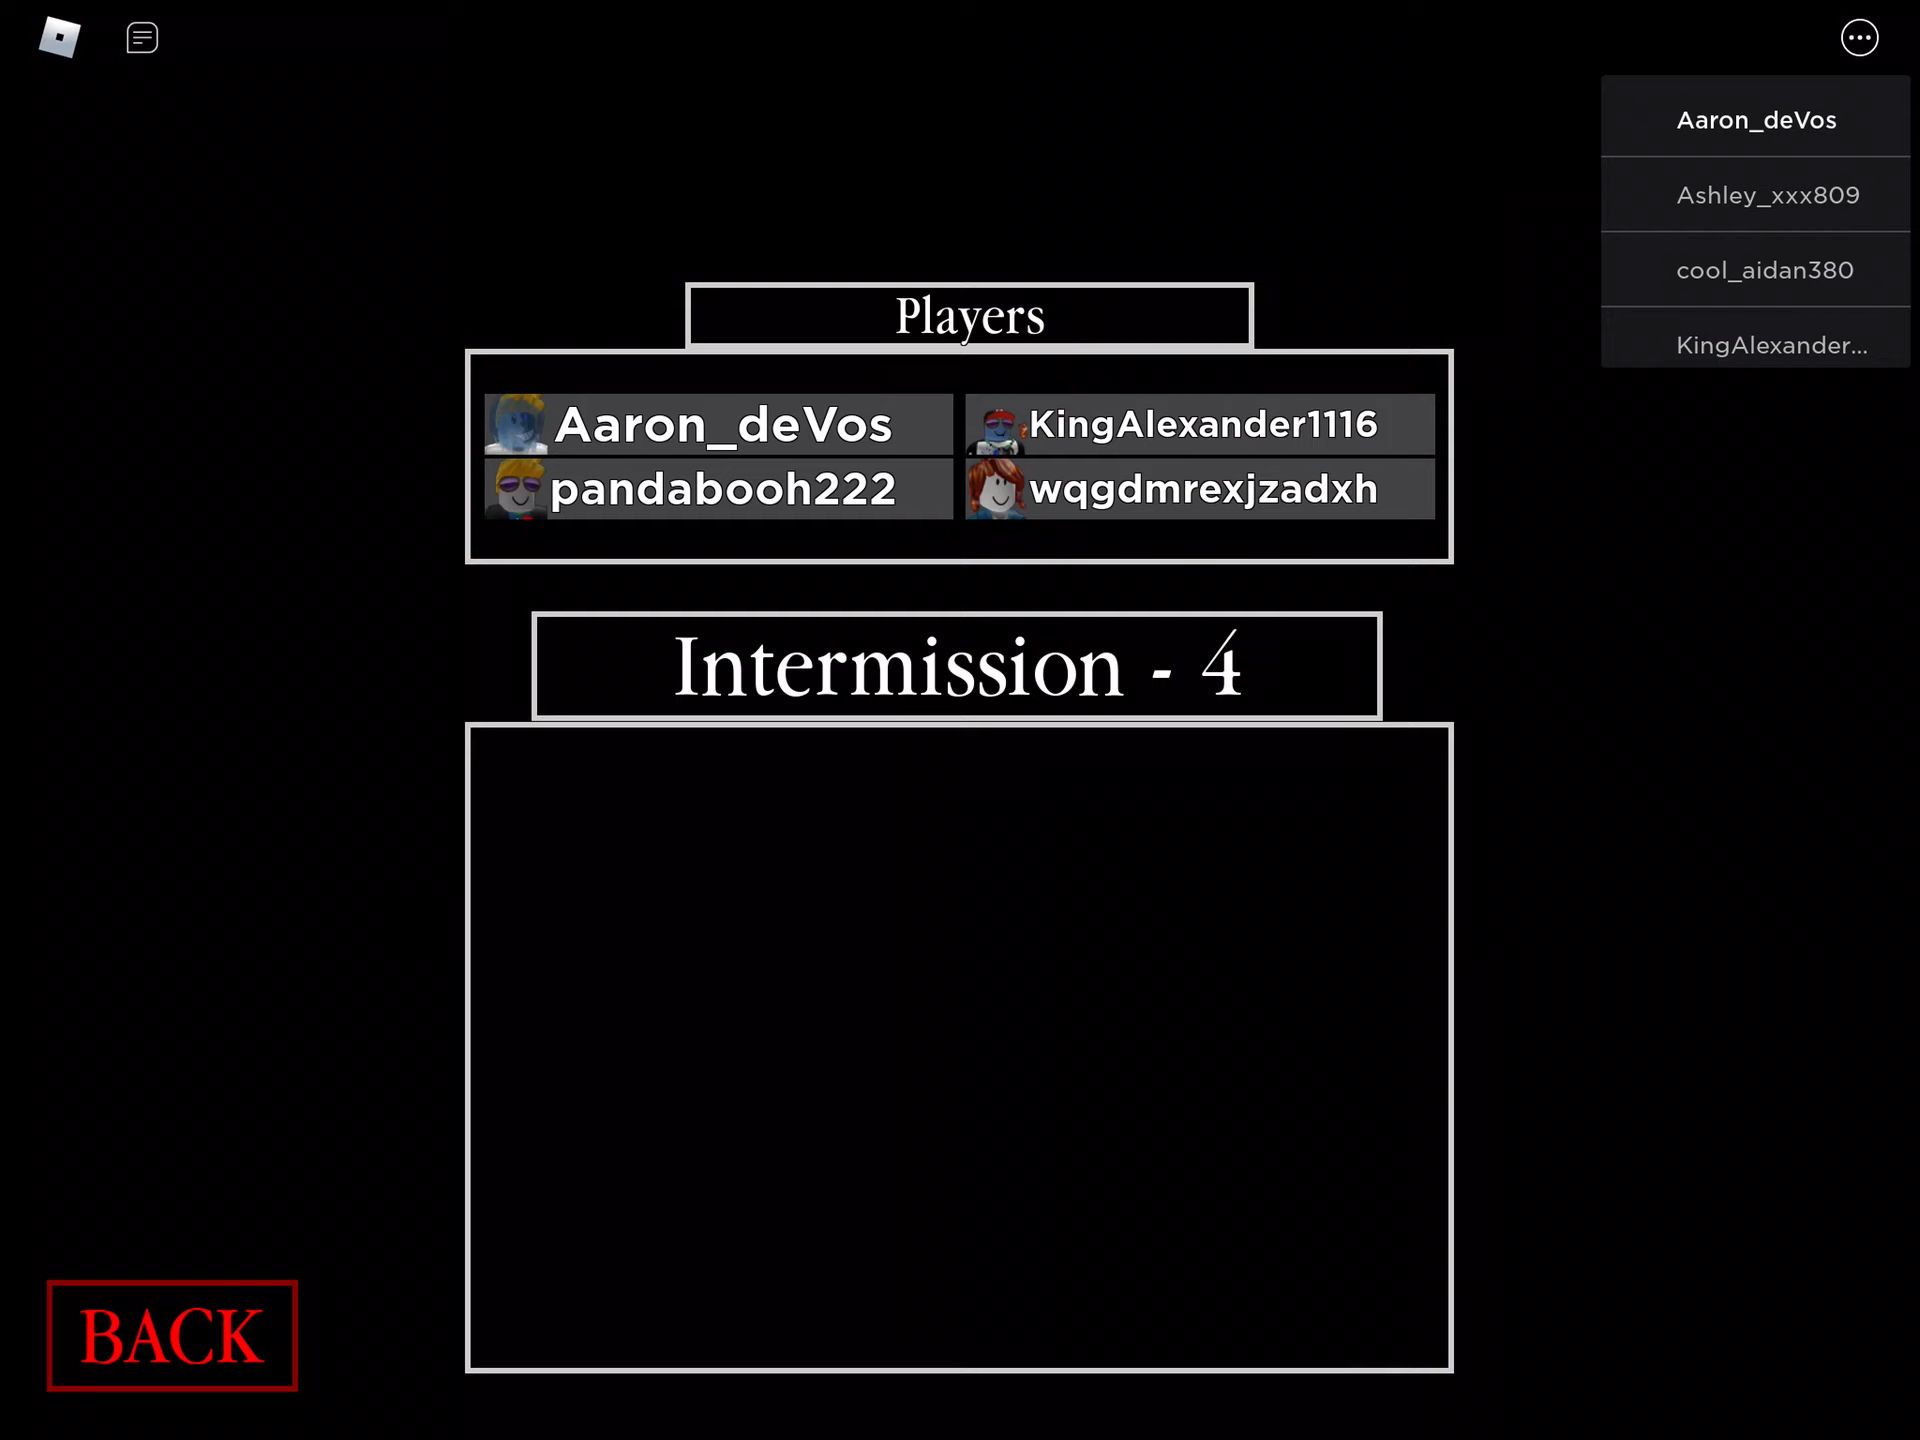 Aaron_deVos
Ashley_xxx809
cool_aidan380
KingAlexander...
Players
Aaron_deVos
KingAlexander1116
pandabooh222
wqgdmrexjzadxh
Intermission - 4
BACK